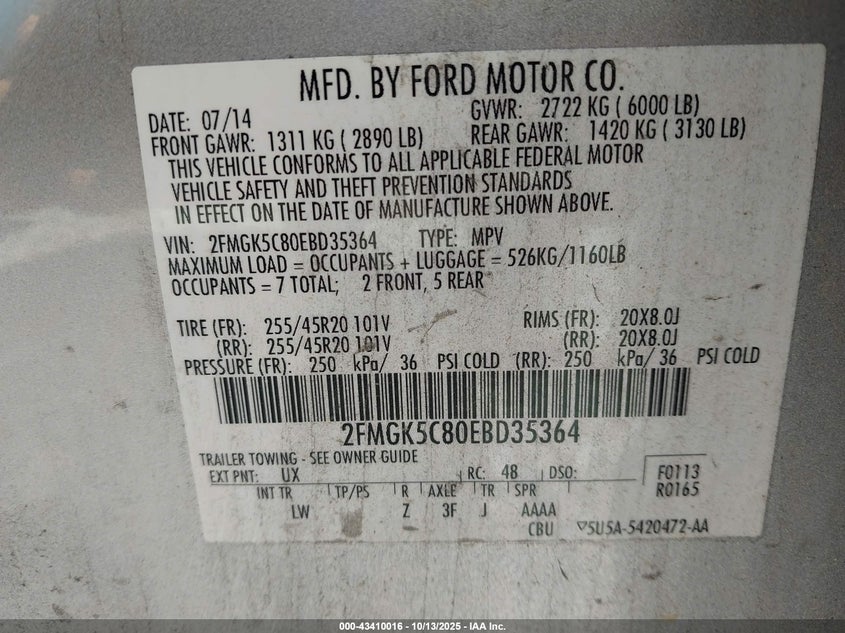 MFD. BY FORD MOTOR CO.
DATE: 07/14 GVWR: 2722 KG ( 6000 LB)
FRONT GAWR: 1311 KG ( 2890 LB) REAR GAWR: 1420 KG ( 3130 LB)
THIS VEHICLE CONFORMS TO ALL APPLICABLE FEDERAL MOTOR
VEHICLE SAFETY AND THEFT PREVENTION STANDARDS
IN EFFECT ON THE DATE OF MANUFACTURE SHOWN ABOVE.
VIN: 2FMGK5C80EBD35364 TYPE: MPV
MAXIMUM LOAD = OCCUPANTS + LUGGAGE = 526KG/1160LB
OCCUPANTS = 7 TOTAL; 2 FRONT, 5 REAR
TIRE (FR): 255/45R20 101V RIMS (FR): 20X8.0J
(RR): 255/45R20 101V (RR): 20X8.0J
PRESSURE (FR): 250 kPa/ 36 PSI COLD (RR): 250 kPa/ 36 PSI COLD
2FMGK5C80EBD35364
TRAILER TOWING - SEE OWNER GUIDE
EXT PNT: UX RC: 48 DSO: F0113
INT TR TP/PS R AXLE TR SPR R0165
LW Z 3F J AAAA
CBU ▽5U5A-5420472-AA
000-43410016 - 10/13/2025 - IAA Inc.